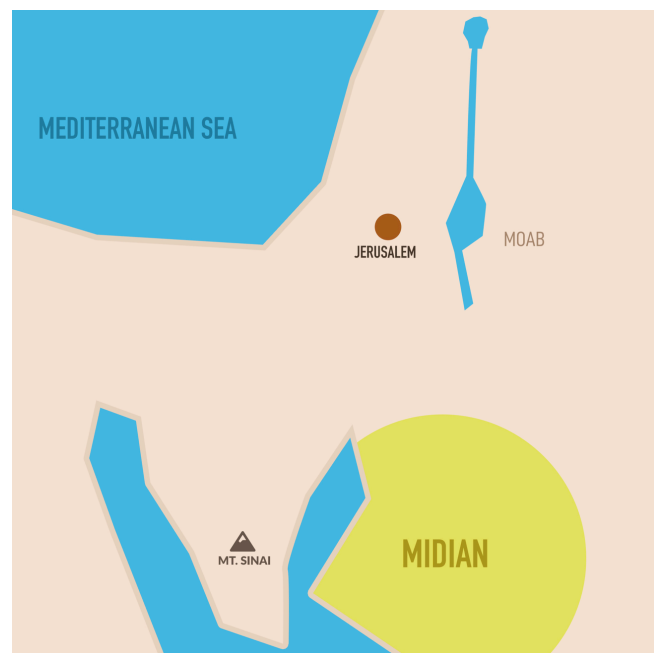 MEDITERRANEAN SEA
JERUSALEM
MOAB
MIDIAN
MT. SINAI